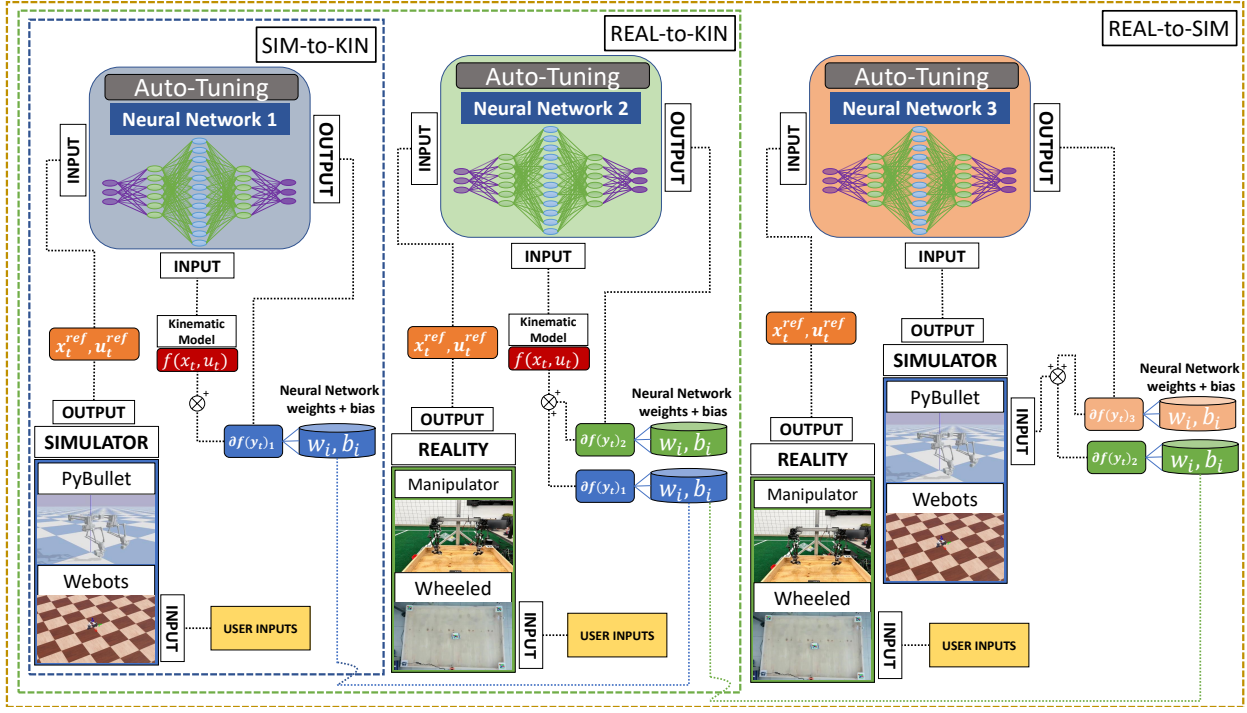 SIM-to-KIN
Auto-Tuning
Neural Network 1
INPUT
OUTPUT
INPUT
x_t^{ref}, u_t^{ref}
Kinematic
Model
f(x_t, u_t)
+
Neural Network
weights + bias
∂f(y_t)_1
w_i, b_i
OUTPUT
SIMULATOR
PyBullet
Webots
INPUT
USER INPUTS
REAL-to-KIN
Auto-Tuning
Neural Network 2
INPUT
OUTPUT
INPUT
x_t^{ref}, u_t^{ref}
Kinematic
Model
f(x_t, u_t)
+
+
Neural Network
weights + bias
∂f(y_t)_2
w_i, b_i
∂f(y_t)_1
w_i, b_i
OUTPUT
REALITY
Manipulator
Wheeled
INPUT
USER INPUTS
REAL-to-SIM
Auto-Tuning
Neural Network 3
INPUT
OUTPUT
INPUT
x_t^{ref}, u_t^{ref}
OUTPUT
SIMULATOR
PyBullet
Webots
INPUT
+
+
Neural Network
weights + bias
∂f(y_t)_3
w_i, b_i
∂f(y_t)_2
w_i, b_i
OUTPUT
REALITY
Manipulator
Wheeled
INPUT
USER INPUTS